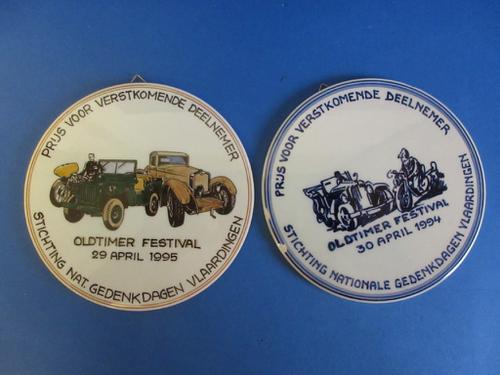 PRIJS VOOR VERSTKOMENDE DEELNEMER
OLDTIMER FESTIVAL
29 APRIL 1995
STICHTING NAT. GEDENKDAGEN VLAARDINGEN
PRIJS VOOR VERSTKOMENDE DEELNEMER
OLDTIMER FESTIVAL
30 APRIL 1994
STICHTING NATIONALE GEDENKDAGEN VLAARDINGEN